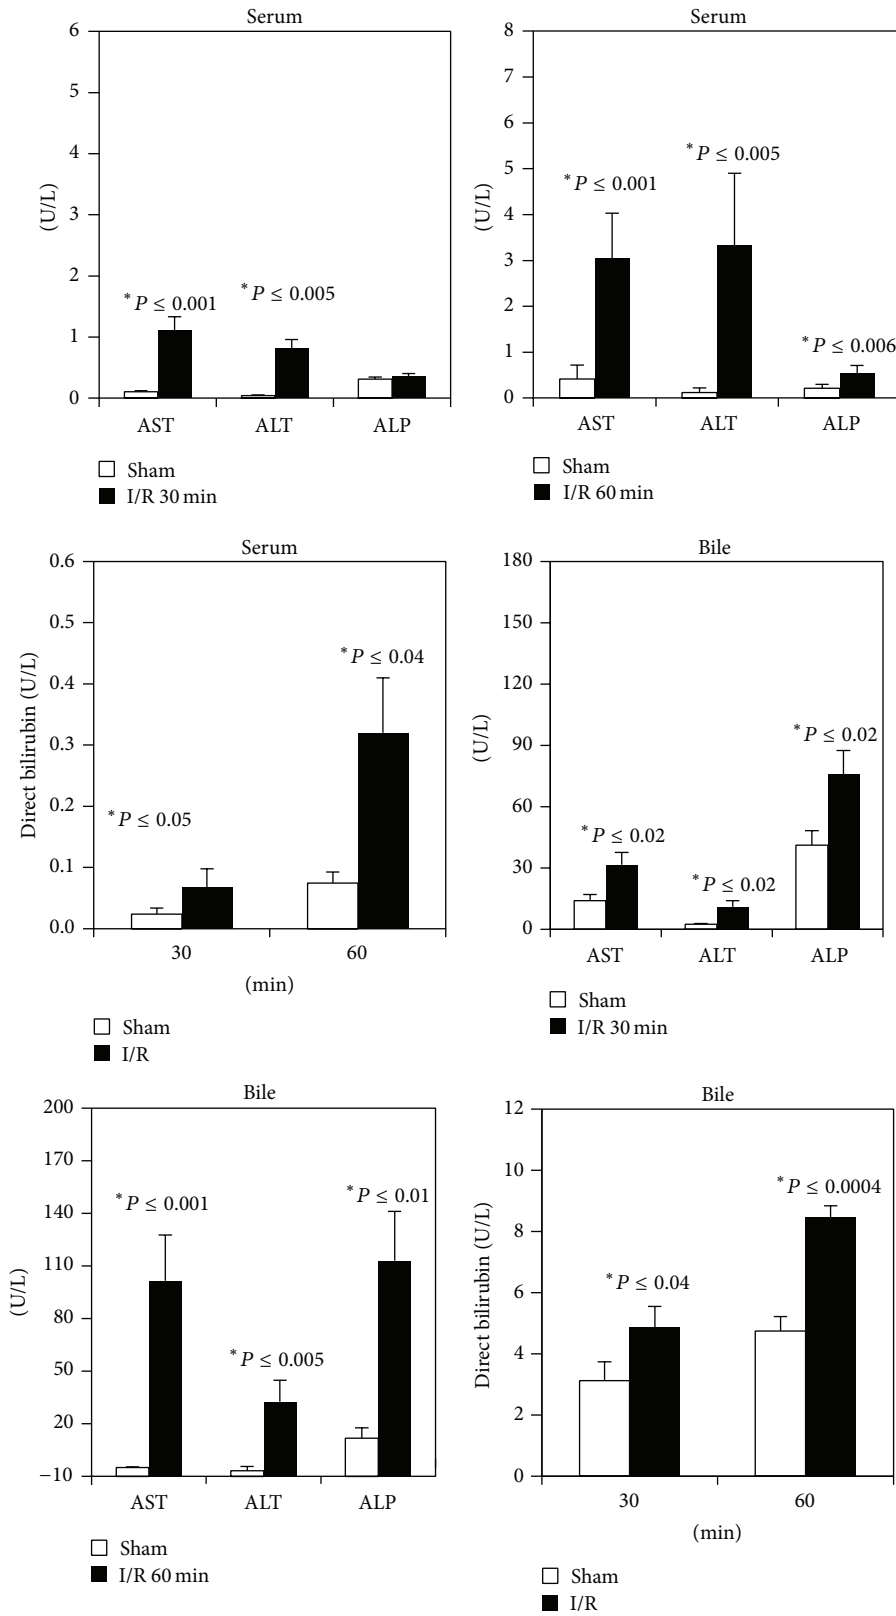 Serum
6
5
4
3
2
1
0
(U/L)
*P ≤ 0.001
*P ≤ 0.005
AST ALT ALP
Sham
I/R 30 min
Serum
8
7
6
5
4
3
2
1
0
(U/L)
*P ≤ 0.001
*P ≤ 0.005
*P ≤ 0.006
AST ALT ALP
Sham
I/R 60 min
Serum
0.6
0.5
0.4
0.3
0.2
0.1
0.0
Direct bilirubin (U/L)
*P ≤ 0.05
*P ≤ 0.04
30 60
(min)
Sham
I/R
Bile
180
150
120
90
60
30
0
(U/L)
*P ≤ 0.02
*P ≤ 0.02
*P ≤ 0.02
AST ALT ALP
Sham
I/R 30 min
Bile
200
170
140
110
80
50
20
−10
(U/L)
*P ≤ 0.001
*P ≤ 0.005
*P ≤ 0.01
AST ALT ALP
Sham
I/R 60 min
Bile
12
10
8
6
4
2
0
Direct bilirubin (U/L)
*P ≤ 0.04
*P ≤ 0.0004
30 60
(min)
Sham
I/R